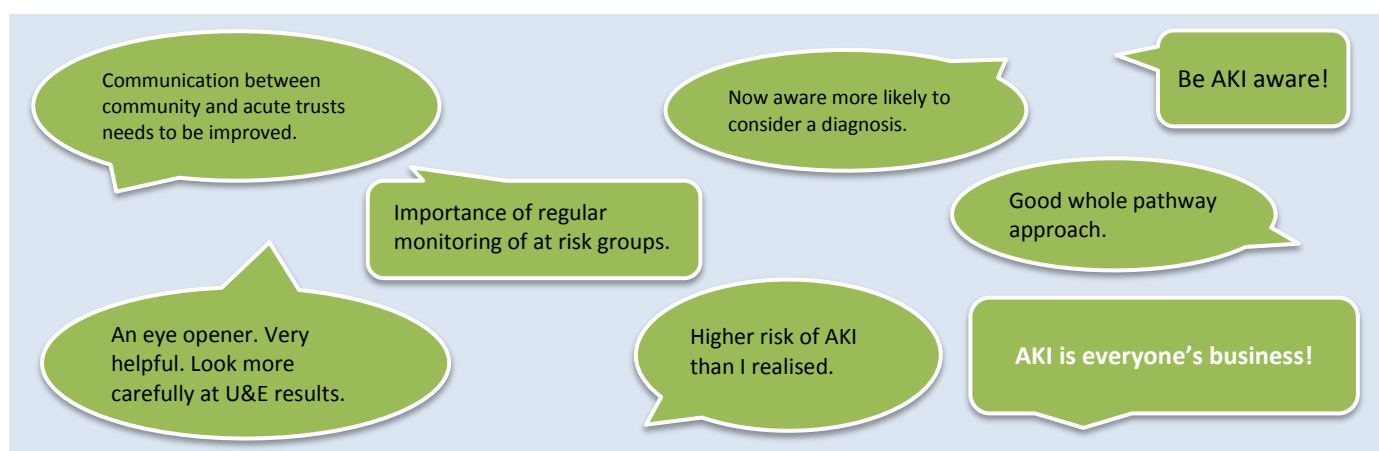 Communication between
community and acute trusts
needs to be improved.
Now aware more likely to
consider a diagnosis.
Be AKI aware!
Importance of regular
monitoring of at risk groups.
Good whole pathway
approach.
An eye opener. Very
helpful. Look more
carefully at U&E results.
Higher risk of AKI
than I realised.
AKI is everyone’s business!